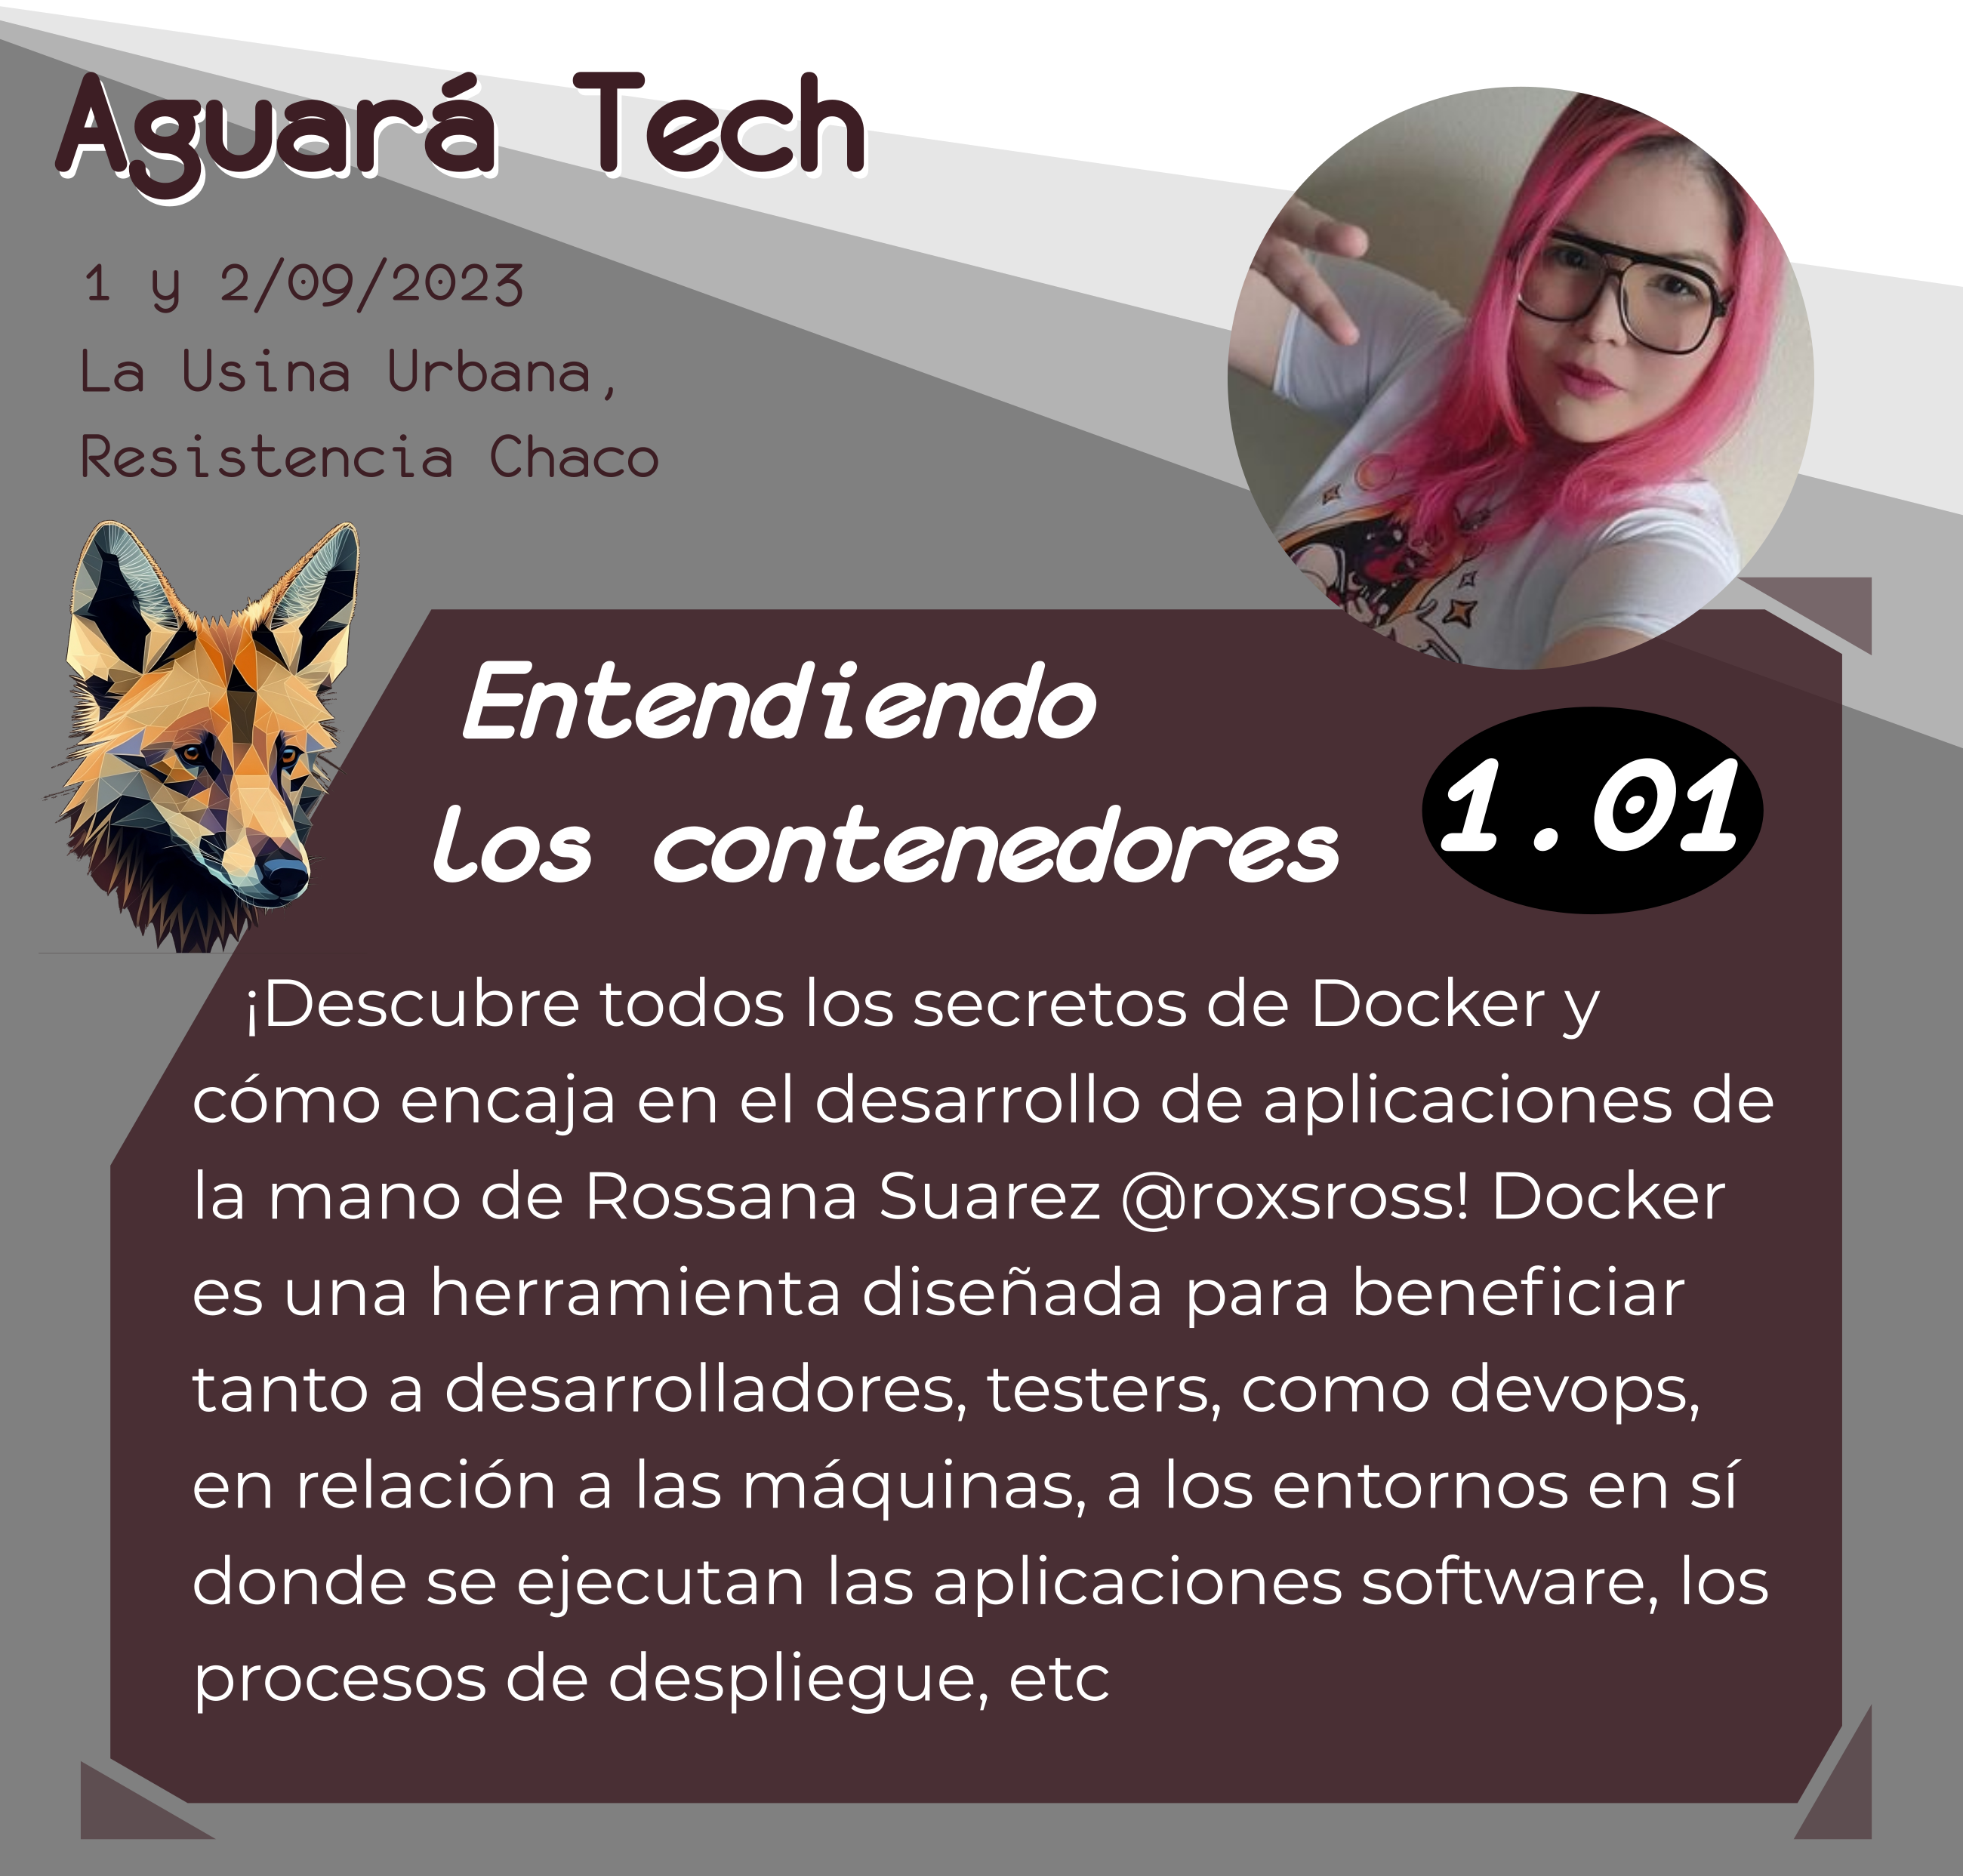 Aguará Tech
1 y 2/09/2023
La Usina Urbana,
Resistencia Chaco
Entendiendo
los contenedores
1.01
¡Descubre todos los secretos de Docker y
cómo encaja en el desarrollo de aplicaciones de
la mano de Rossana Suarez @roxsross! Docker
es una herramienta diseñada para beneficiar
tanto a desarrolladores, testers, como devops,
en relación a las máquinas, a los entornos en sí
donde se ejecutan las aplicaciones software, los
procesos de despliegue, etc